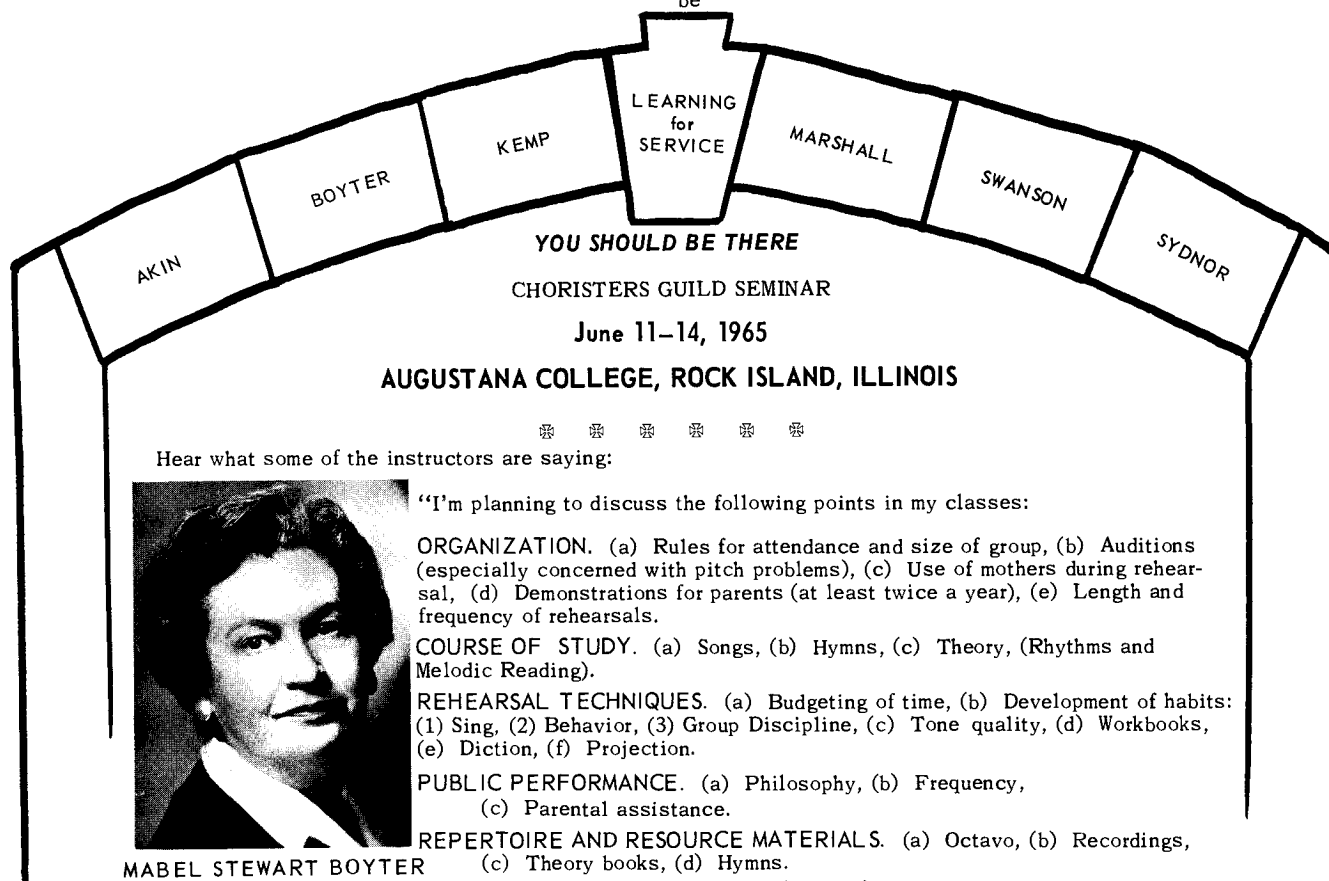 be
LEARNING
for
SERVICE
AKIN
BOYTER
KEMP
MARSHALL
SWANSON
SYDNOR
YOU SHOULD BE THERE
CHORISTERS GUILD SEMINAR
June 11–14, 1965
AUGUSTANA COLLEGE, ROCK ISLAND, ILLINOIS
Hear what some of the instructors are saying:
“I'm planning to discuss the following points in my classes:
ORGANIZATION. (a) Rules for attendance and size of group, (b) Auditions
(especially concerned with pitch problems), (c) Use of mothers during rehear-
sal, (d) Demonstrations for parents (at least twice a year), (e) Length and
frequency of rehearsals.
COURSE OF STUDY. (a) Songs, (b) Hymns, (c) Theory, (Rhythms and
Melodic Reading).
REHEARSAL TECHNIQUES. (a) Budgeting of time, (b) Development of habits:
(1) Sing, (2) Behavior, (3) Group Discipline, (c) Tone quality, (d) Workbooks,
(e) Diction, (f) Projection.
PUBLIC PERFORMANCE. (a) Philosophy, (b) Frequency,
(c) Parental assistance.
REPERTOIRE AND RESOURCE MATERIALS. (a) Octavo, (b) Recordings,
(c) Theory books, (d) Hymns.
MABEL STEWART BOYTER